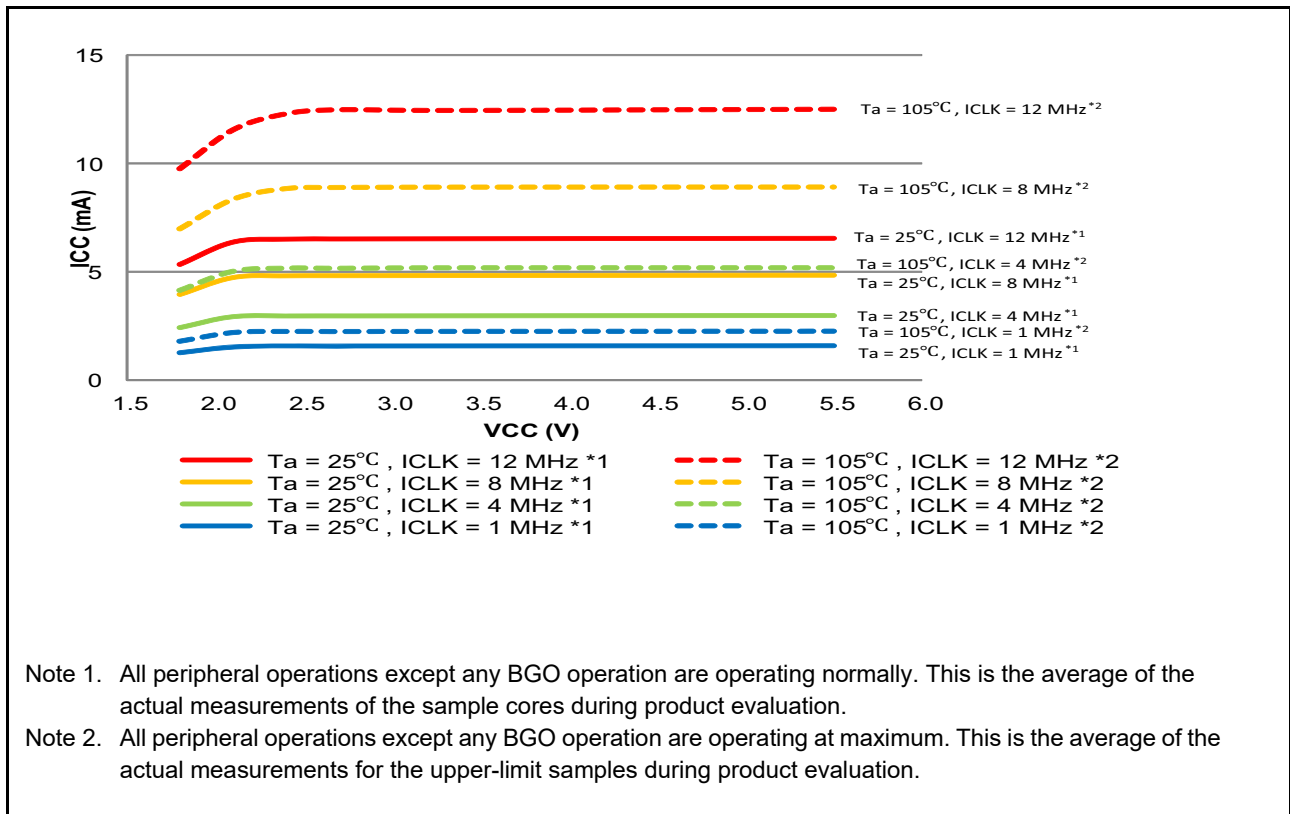 15
10
5
0
ICC (mA)
1.5 2.0 2.5 3.0 3.5 4.0 4.5 5.0 5.5 6.0
VCC (V)
Ta = 105℃ , ICLK = 12 MHz *2
Ta = 105℃ , ICLK = 8 MHz *2
Ta = 25℃ , ICLK = 12 MHz *1
Ta = 105℃ , ICLK = 4 MHz *2
Ta = 25℃ , ICLK = 8 MHz *1
Ta = 25℃ , ICLK = 4 MHz *1
Ta = 105℃ , ICLK = 1 MHz *2
Ta = 25℃ , ICLK = 1 MHz *1
Ta = 25℃ , ICLK = 12 MHz *1
Ta = 105℃ , ICLK = 12 MHz *2
Ta = 25℃ , ICLK = 8 MHz *1
Ta = 105℃ , ICLK = 8 MHz *2
Ta = 25℃ , ICLK = 4 MHz *1
Ta = 105℃ , ICLK = 4 MHz *2
Ta = 25℃ , ICLK = 1 MHz *1
Ta = 105℃ , ICLK = 1 MHz *2
Note 1. All peripheral operations except any BGO operation are operating normally. This is the average of the
actual measurements of the sample cores during product evaluation.
Note 2. All peripheral operations except any BGO operation are operating at maximum. This is the average of the
actual measurements for the upper-limit samples during product evaluation.